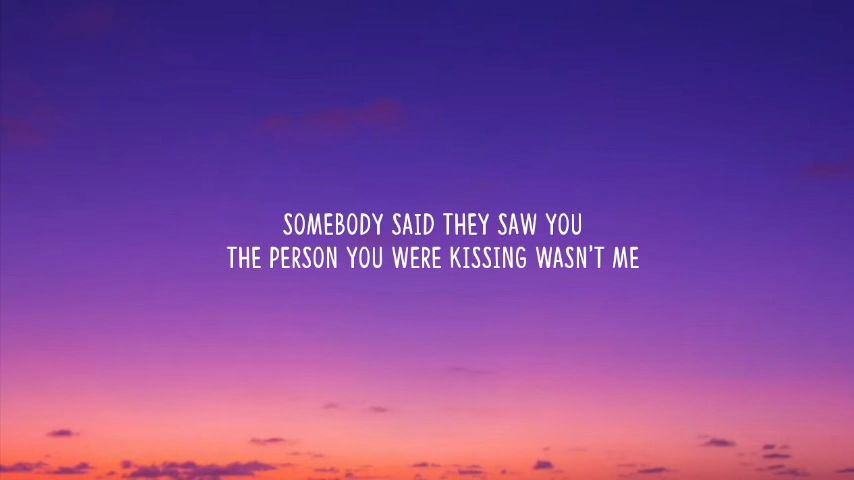 SOMEBODY SAID THEY SAW YOU
THE PERSON YOU WERE KISSING WASN'T ME